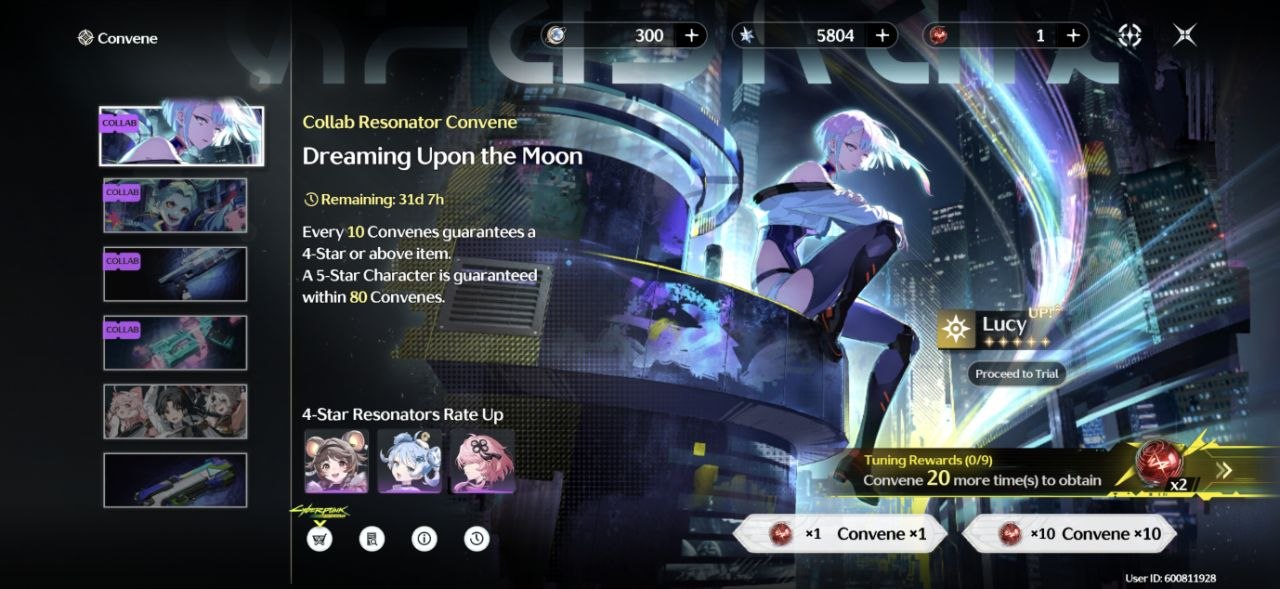 Convene
300
5804
1
COLLAB
COLLAB
COLLAB
COLLAB
Collab Resonator Convene
Dreaming Upon the Moon
Remaining: 31d 7h
Every 10 Convenes guarantees a
4-Star or above item.
A 5-Star Character is guaranteed
within 80 Convenes.
UP!
Lucy
Proceed to Trial
4-Star Resonators Rate Up
Tuning Rewards (0/9)
Convene 20 more time(s) to obtain
x2
Cyberpunk
×1 Convene ×1
×10 Convene ×10
User ID: 600811928